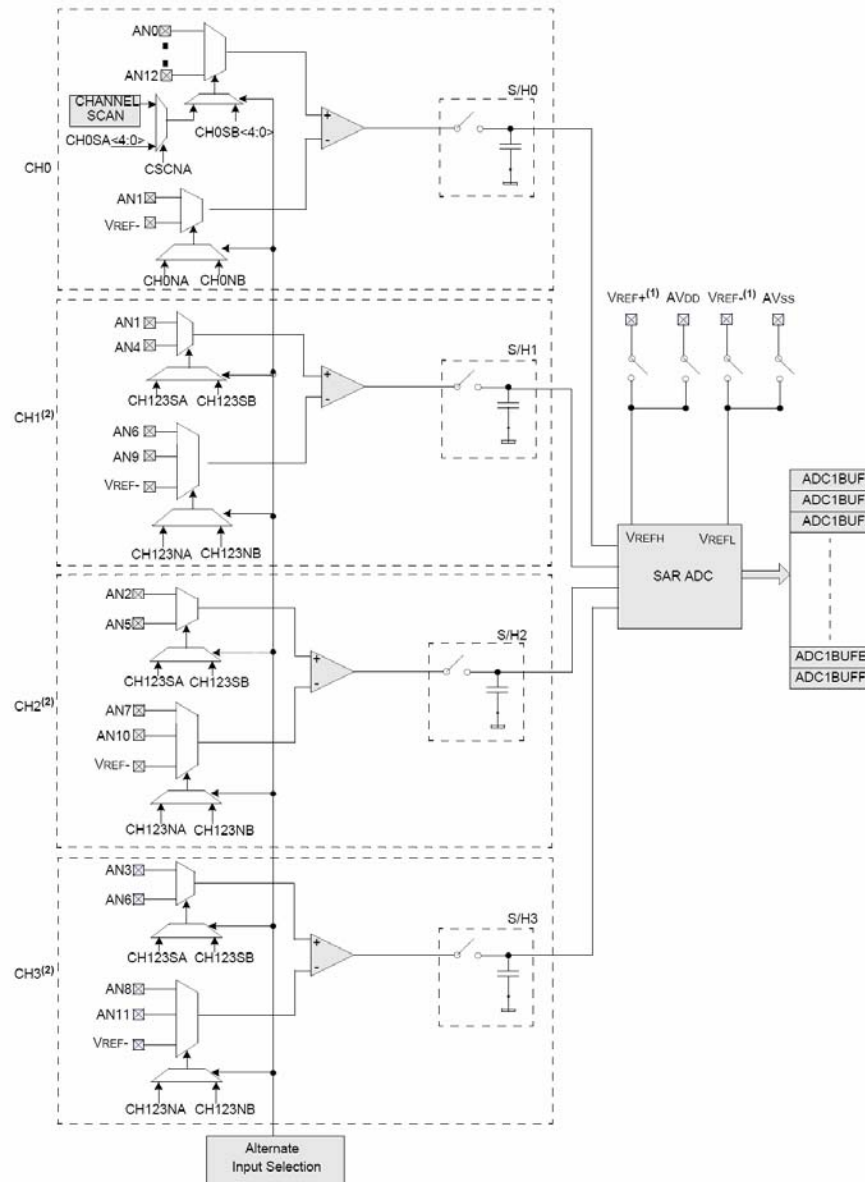 AN0
AN12
CHANNEL
SCAN
CH0SA<4:0>
CH0SB<4:0>
CSCNA
CH0
AN1
VREF-
CH0NA
CH0NB
S/H0
AN1
AN4
CH123SA
CH123SB
CH1(2)
AN6
AN9
VREF-
CH123NA
CH123NB
S/H1
VREF+(1)
AVDD
VREF-(1)
AVSS
VREFH
VREFL
SAR ADC
ADC1BUF
ADC1BUF
ADC1BUF
ADC1BUFE
ADC1BUFF
AN2
AN5
CH123SA
CH123SB
CH2(2)
AN7
AN10
VREF-
CH123NA
CH123NB
S/H2
AN3
AN6
CH123SA
CH123SB
CH3(2)
AN8
AN11
VREF-
CH123NA
CH123NB
S/H3
Alternate
Input Selection